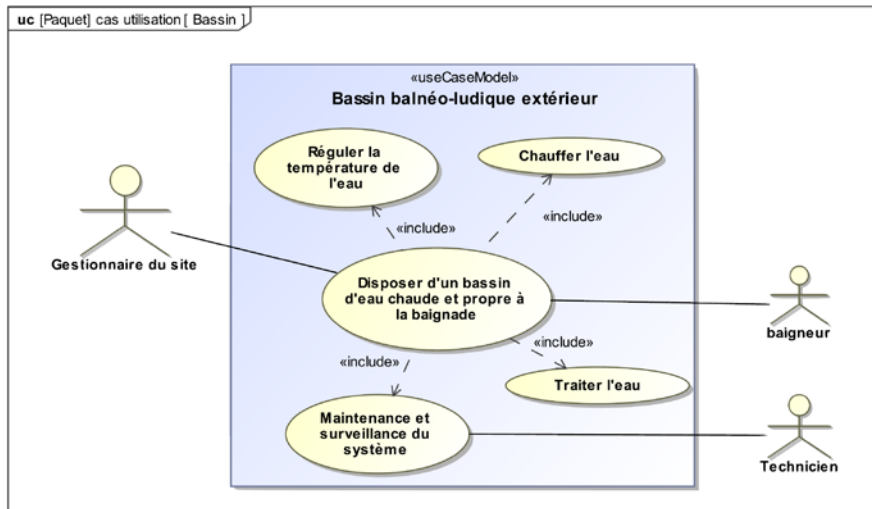 uc [Paquet] cas utilisation [ Bassin ]
«useCaseModel»
Bassin balnéo-ludique extérieur
Réguler la
température de
l'eau
Chauffer l'eau
«include»
«include»
Gestionnaire du site
Disposer d'un bassin
d'eau chaude et propre à
la baignade
baigneur
«include»
«include»
Traiter l'eau
Maintenance et
surveillance du
système
Technicien